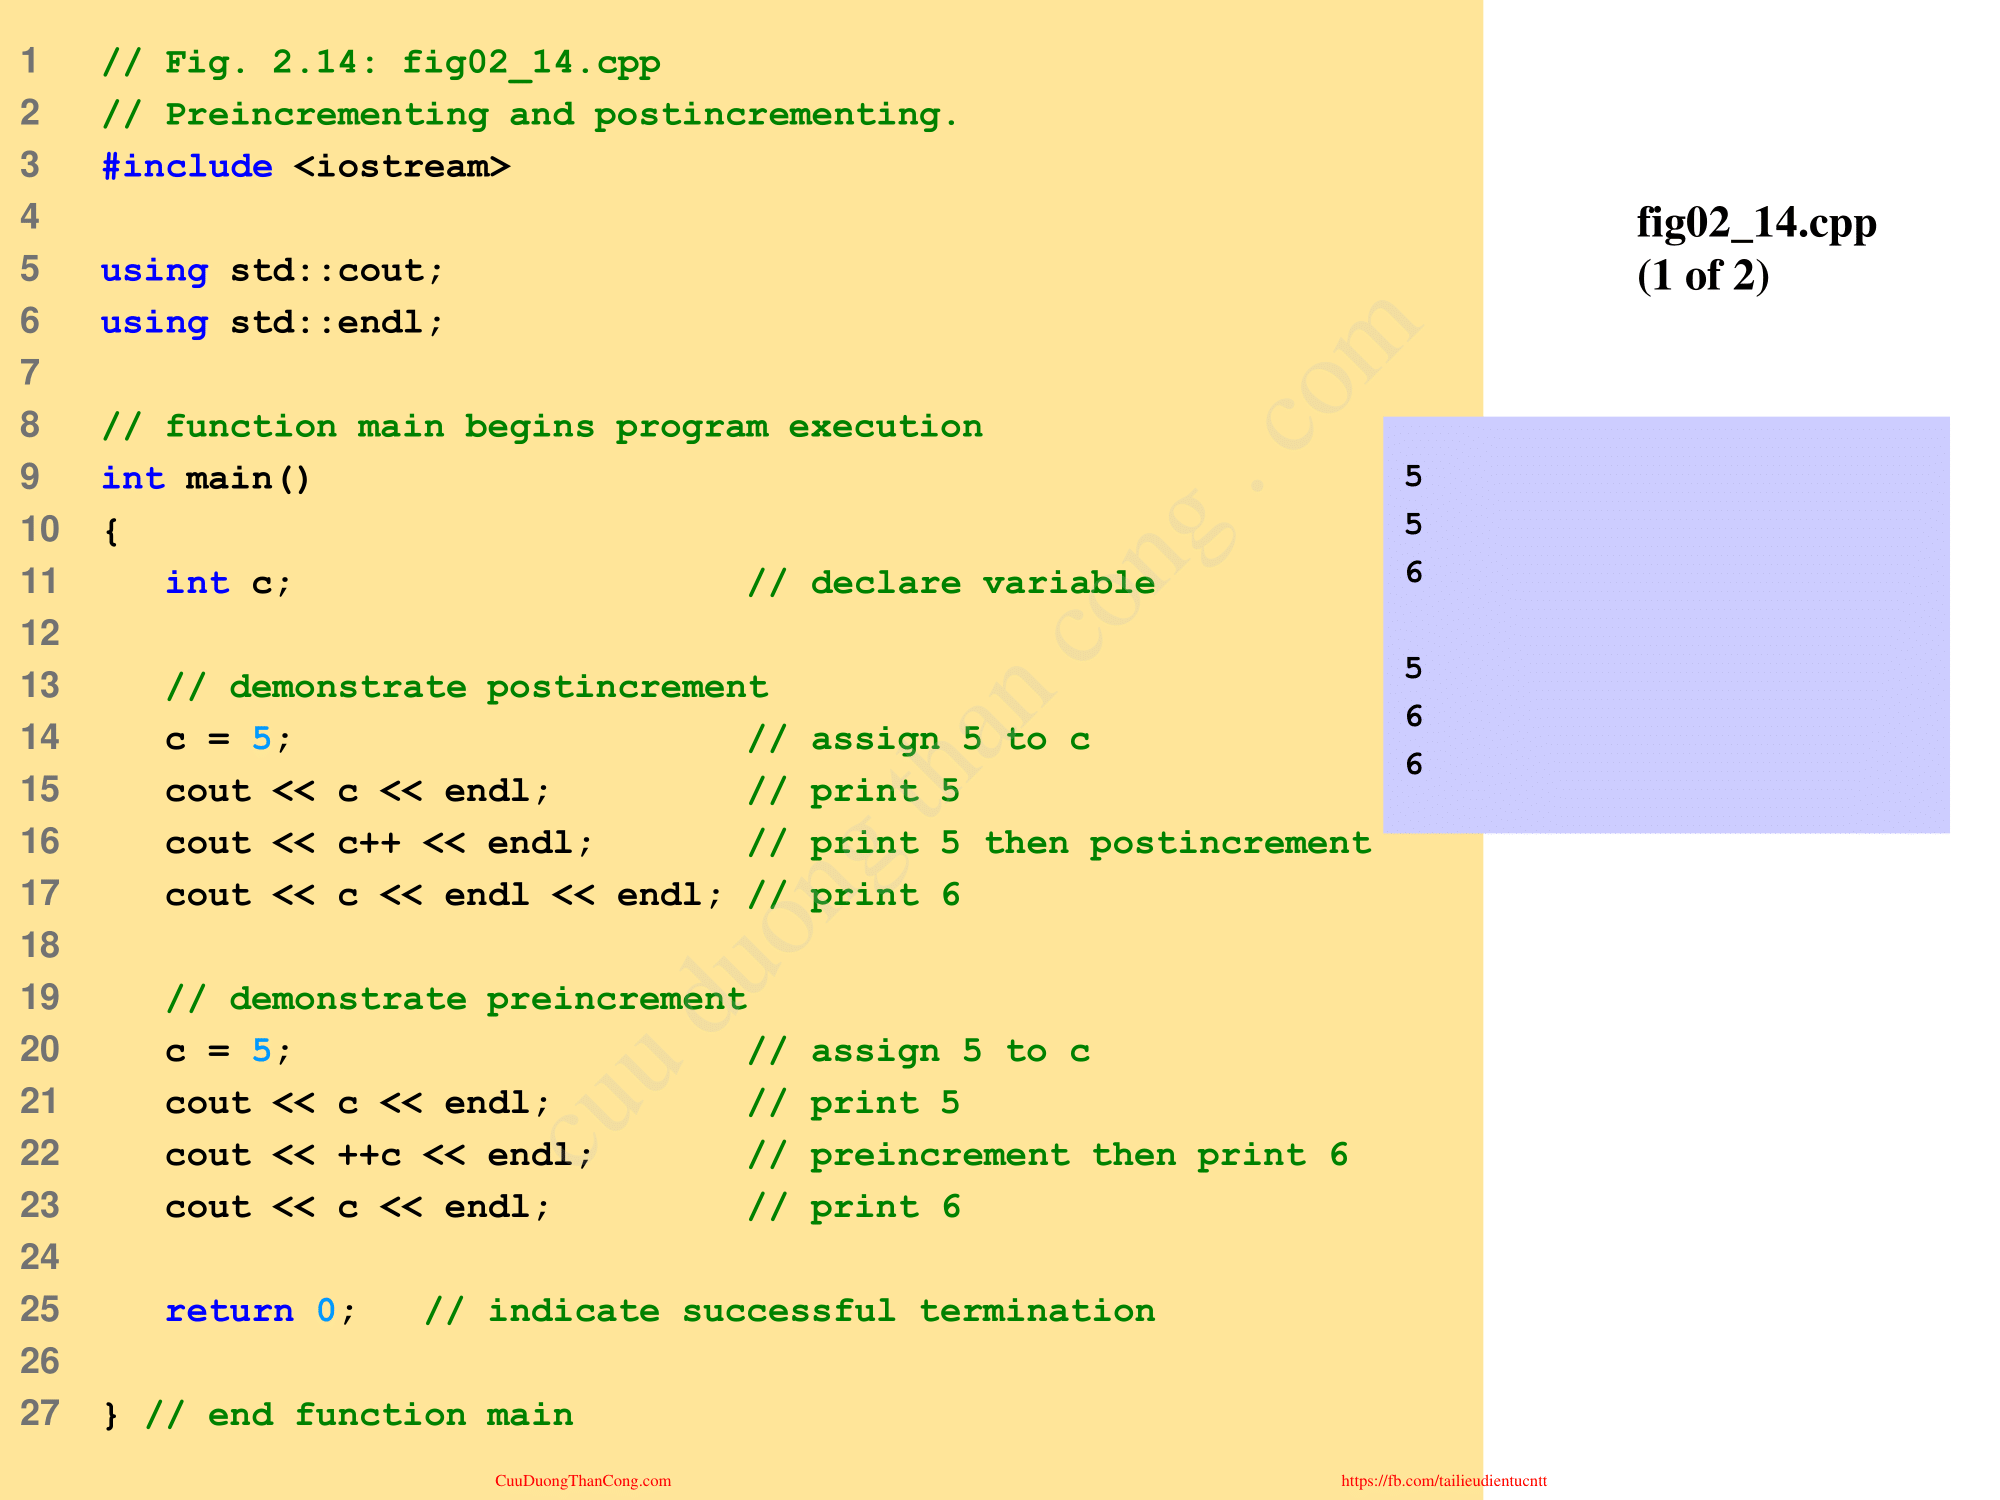 1 // Fig. 2.14: fig02_14.cpp
2 // Preincrementing and postincrementing.
3 #include <iostream>
4
5 using std::cout;
6 using std::endl;
7
8 // function main begins program execution
9 int main()
10 {
11 int c; // declare variable
12
13 // demonstrate postincrement
14 c = 5; // assign 5 to c
15 cout << c << endl; // print 5
16 cout << c++ << endl; // print 5 then postincrement
17 cout << c << endl << endl; // print 6
18
19 // demonstrate preincrement
20 c = 5; // assign 5 to c
21 cout << c << endl; // print 5
22 cout << ++c << endl; // preincrement then print 6
23 cout << c << endl; // print 6
24
25 return 0; // indicate successful termination
26
27 } // end function main
fig02_14.cpp
(1 of 2)
5
5
6
5
6
6
cuu duong than cong . com
CuuDuongThanCong.com
https://fb.com/tailieudientucntt